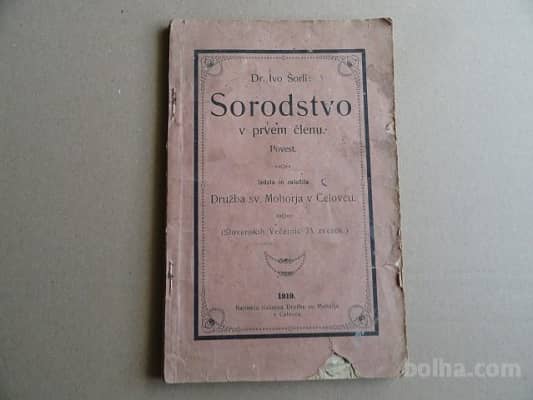 Dr. Ivo Šorli:
Sorodstvo
v prvem členu.
Povest.
Izdala in založila
Družba sv. Mohorja v Celovcu.
(Slovenskih Večernic 73. zvezek.)
1919.
Natisnila tiskarna Družbe sv. Mohorja
v Celovcu.
bolha.com